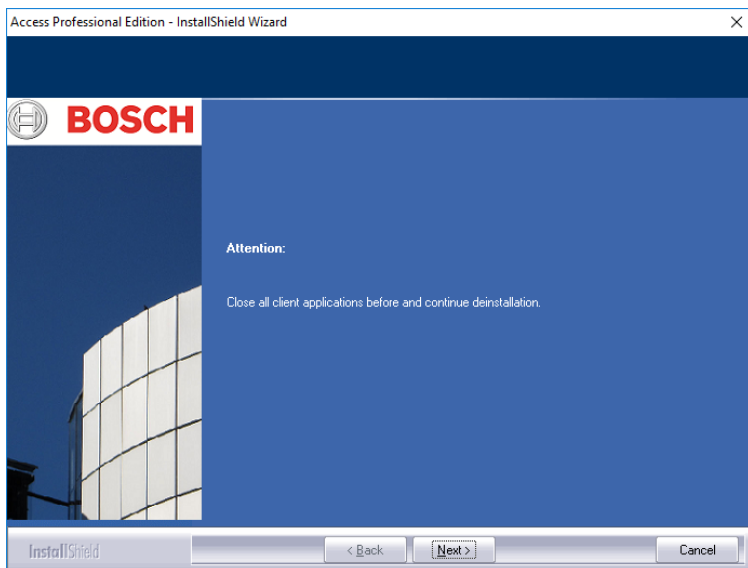 Access Professional Edition - InstallShield Wizard
BOSCH
Attention:
Close all client applications before and continue deinstallation.
InstallShield
< Back
Next >
Cancel